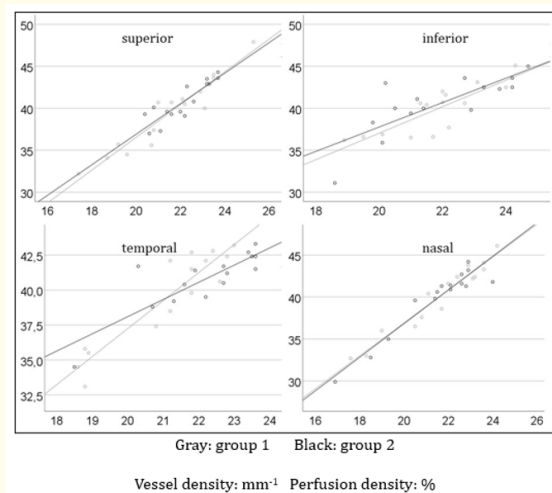 50
superior
45
40
35
30
16 18 20 22 24 26
50
inferior
45
40
35
30
18 20 22 24
temporal
42,5
40,0
37,5
35,0
32,5
18 19 20 21 22 23 24
nasal
45
40
35
30
16 18 20 22 24 26
Gray: group 1 Black: group 2
Vessel density: mm⁻¹ Perfusion density: %